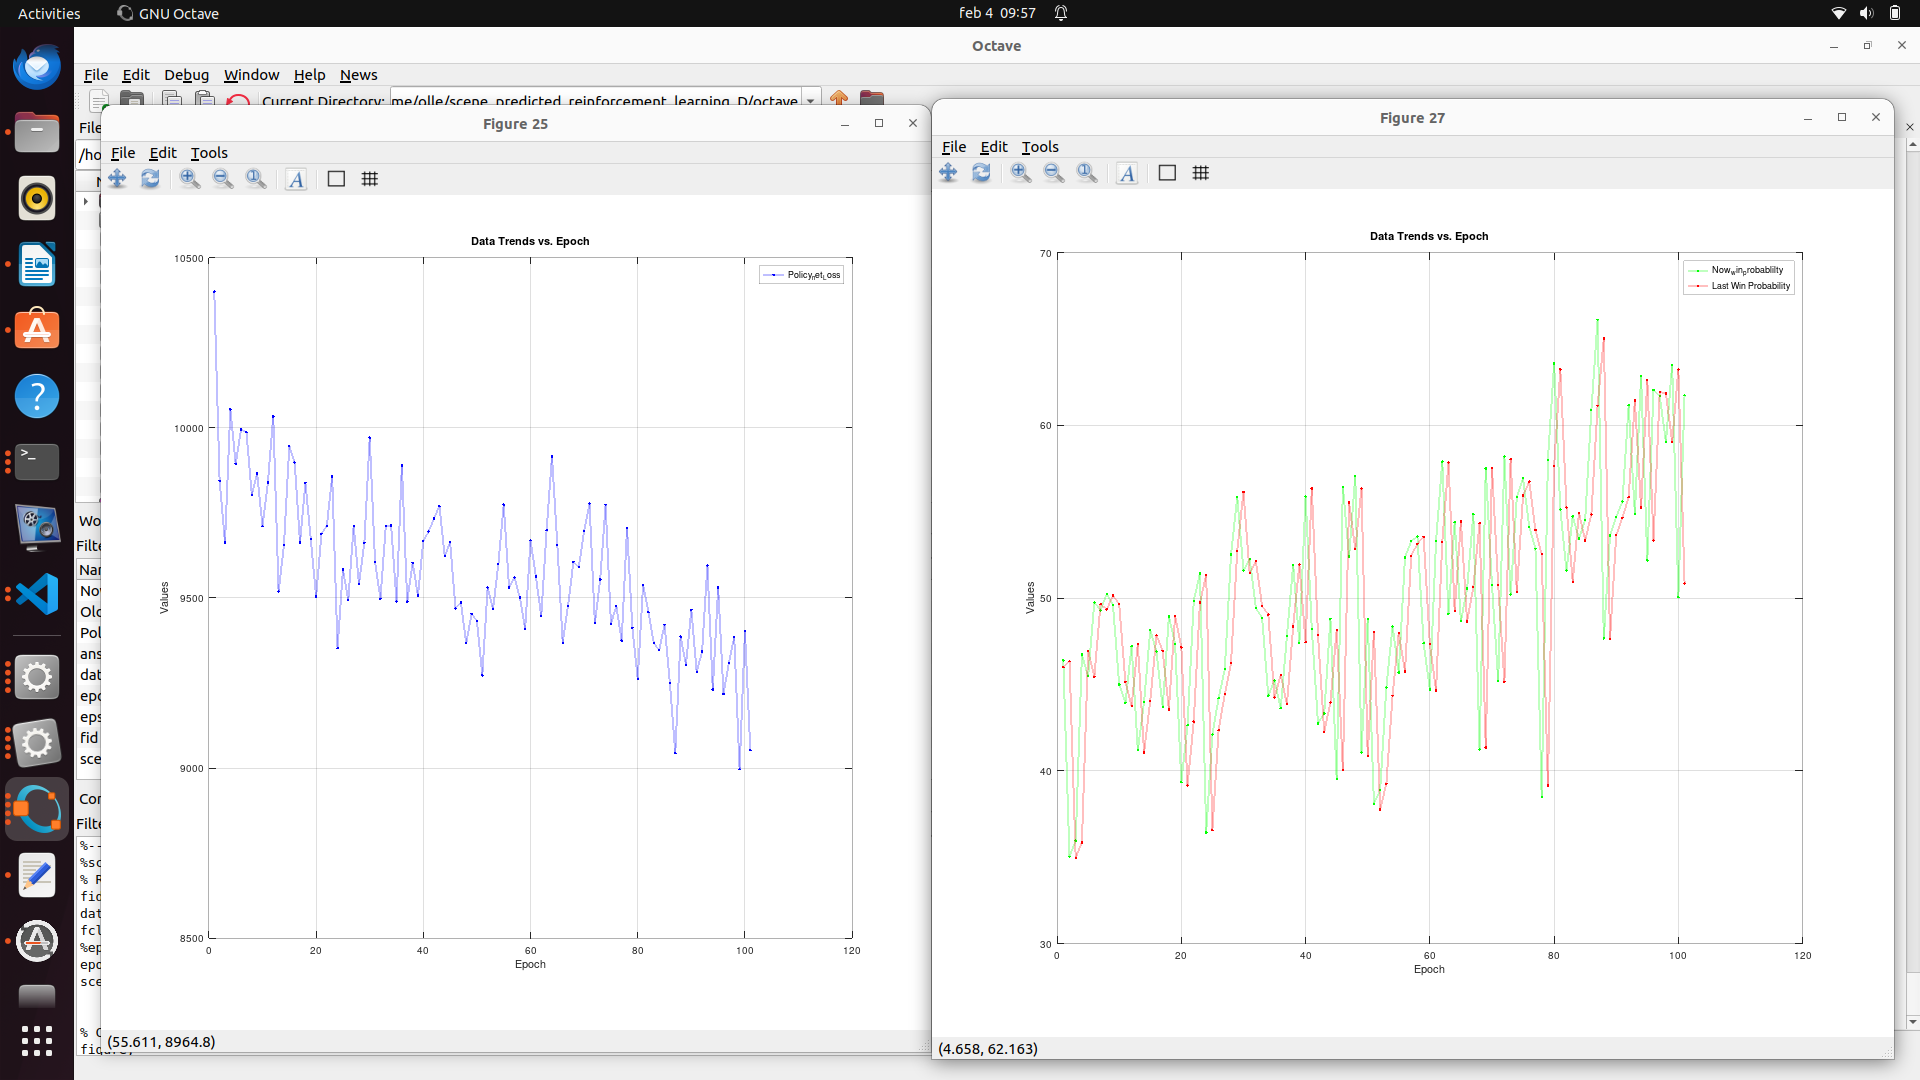 Activities
GNU Octave
feb 4 09:57
Octave
File Edit Debug Window Help News
Current Directory: me/olle/scene_predicted_reinforcement_learning_D/octave
File
/ho
Figure 25
File Edit Tools
Data Trends vs. Epoch
Policynet_Loss
10500
10000
9500
9000
8500
Values
0 20 40 60 80 100 120
Epoch
(55.611, 8964.8)
Figure 27
File Edit Tools
Data Trends vs. Epoch
Nowwinprobablilty
Last Win Probability
70
60
50
40
30
Values
0 20 40 60 80 100 120
Epoch
(4.658, 62.163)
Wo
Filte
Nar
Nov
Olc
Pol
ans
dat
epo
eps
fid
sce
Con
Filte
%--
%sc
% R
fid
dat
fcl
%ep
epo
sce
% C